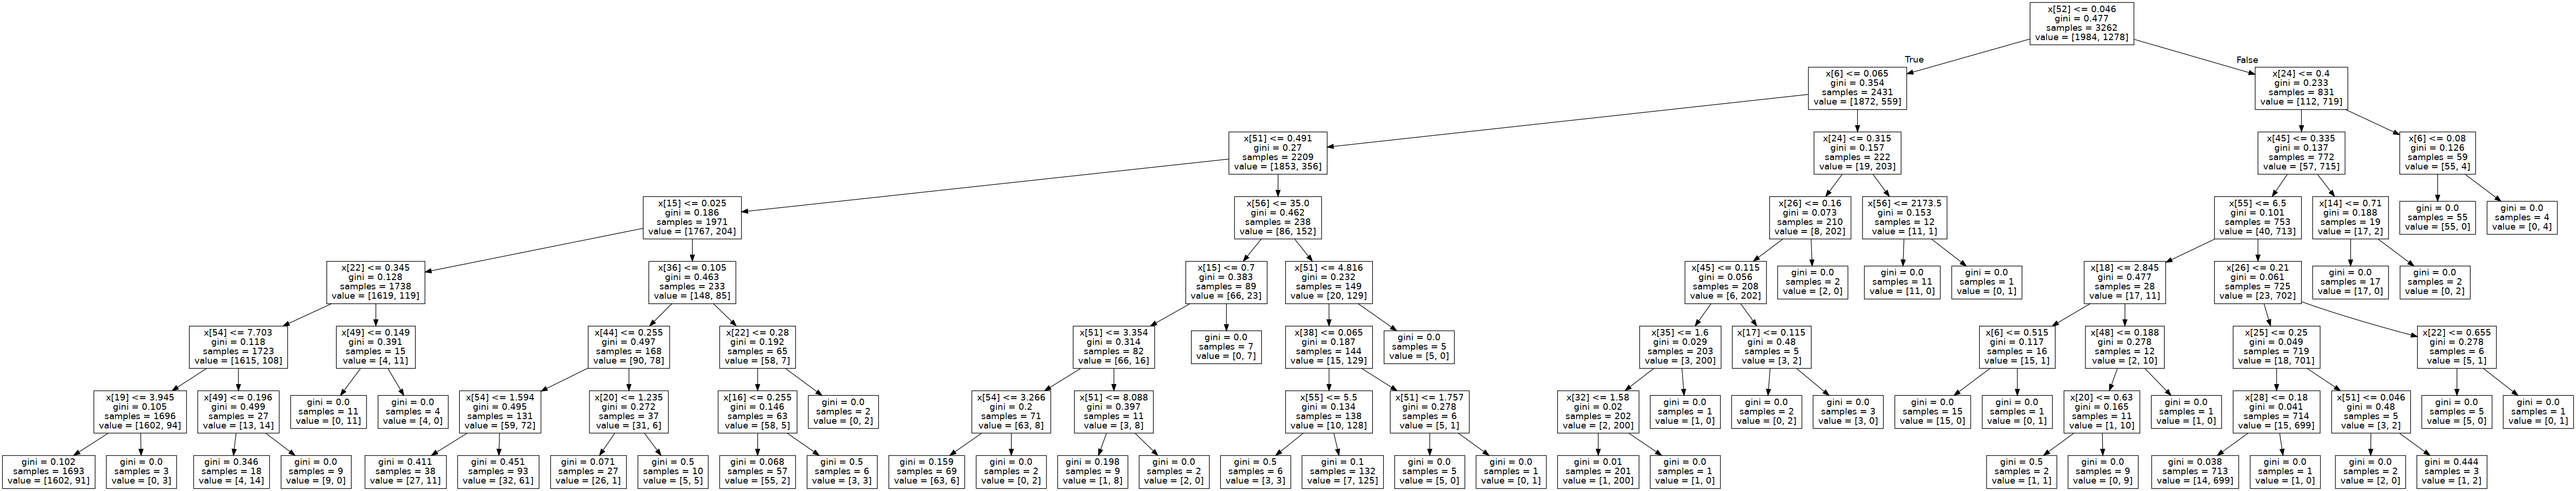 x[52] <= 0.046
gini = 0.477
samples = 3262
value = [1984, 1278]
True
False
x[6] <= 0.065
gini = 0.354
samples = 2431
value = [1872, 559]
x[24] <= 0.4
gini = 0.233
samples = 831
value = [112, 719]
x[51] <= 0.491
gini = 0.27
samples = 2209
value = [1853, 356]
x[24] <= 0.315
gini = 0.157
samples = 222
value = [19, 203]
x[45] <= 0.335
gini = 0.137
samples = 772
value = [57, 715]
x[6] <= 0.08
gini = 0.126
samples = 59
value = [55, 4]
x[15] <= 0.025
gini = 0.186
samples = 1971
value = [1767, 204]
x[56] <= 35.0
gini = 0.462
samples = 238
value = [86, 152]
x[26] <= 0.16
gini = 0.073
samples = 210
value = [8, 202]
x[56] <= 2173.5
gini = 0.153
samples = 12
value = [11, 1]
x[55] <= 6.5
gini = 0.101
samples = 753
value = [40, 713]
x[14] <= 0.71
gini = 0.188
samples = 19
value = [17, 2]
gini = 0.0
samples = 55
value = [55, 0]
gini = 0.0
samples = 4
value = [0, 4]
x[22] <= 0.345
gini = 0.128
samples = 1738
value = [1619, 119]
x[36] <= 0.105
gini = 0.463
samples = 233
value = [148, 85]
x[15] <= 0.7
gini = 0.383
samples = 89
value = [66, 23]
x[51] <= 4.816
gini = 0.232
samples = 149
value = [20, 129]
x[45] <= 0.115
gini = 0.056
samples = 208
value = [6, 202]
gini = 0.0
samples = 2
value = [2, 0]
gini = 0.0
samples = 11
value = [11, 0]
gini = 0.0
samples = 1
value = [0, 1]
x[18] <= 2.845
gini = 0.477
samples = 28
value = [17, 11]
x[26] <= 0.21
gini = 0.061
samples = 725
value = [23, 702]
gini = 0.0
samples = 17
value = [17, 0]
gini = 0.0
samples = 2
value = [0, 2]
x[54] <= 7.703
gini = 0.118
samples = 1723
value = [1615, 108]
x[49] <= 0.149
gini = 0.391
samples = 15
value = [4, 11]
x[44] <= 0.255
gini = 0.497
samples = 168
value = [90, 78]
x[22] <= 0.28
gini = 0.192
samples = 65
value = [58, 7]
x[51] <= 3.354
gini = 0.314
samples = 82
value = [66, 16]
gini = 0.0
samples = 7
value = [0, 7]
x[38] <= 0.065
gini = 0.187
samples = 144
value = [15, 129]
gini = 0.0
samples = 5
value = [5, 0]
x[35] <= 1.6
gini = 0.029
samples = 203
value = [3, 200]
x[17] <= 0.115
gini = 0.48
samples = 5
value = [3, 2]
x[6] <= 0.515
gini = 0.117
samples = 16
value = [15, 1]
x[48] <= 0.188
gini = 0.278
samples = 12
value = [2, 10]
x[25] <= 0.25
gini = 0.049
samples = 719
value = [18, 701]
x[22] <= 0.655
gini = 0.278
samples = 6
value = [5, 1]
x[19] <= 3.945
gini = 0.105
samples = 1696
value = [1602, 94]
x[49] <= 0.196
gini = 0.499
samples = 27
value = [13, 14]
gini = 0.0
samples = 11
value = [0, 11]
gini = 0.0
samples = 4
value = [4, 0]
x[54] <= 1.594
gini = 0.495
samples = 131
value = [59, 72]
x[20] <= 1.235
gini = 0.272
samples = 37
value = [31, 6]
x[16] <= 0.255
gini = 0.146
samples = 63
value = [58, 5]
gini = 0.0
samples = 2
value = [0, 2]
x[54] <= 3.266
gini = 0.2
samples = 71
value = [63, 8]
x[51] <= 8.088
gini = 0.397
samples = 11
value = [3, 8]
x[55] <= 5.5
gini = 0.134
samples = 138
value = [10, 128]
x[51] <= 1.757
gini = 0.278
samples = 6
value = [5, 1]
x[32] <= 1.58
gini = 0.02
samples = 202
value = [2, 200]
gini = 0.0
samples = 1
value = [1, 0]
gini = 0.0
samples = 2
value = [0, 2]
gini = 0.0
samples = 3
value = [3, 0]
gini = 0.0
samples = 15
value = [15, 0]
gini = 0.0
samples = 1
value = [0, 1]
x[20] <= 0.63
gini = 0.165
samples = 11
value = [1, 10]
gini = 0.0
samples = 1
value = [1, 0]
x[28] <= 0.18
gini = 0.041
samples = 714
value = [15, 699]
x[51] <= 0.046
gini = 0.48
samples = 5
value = [3, 2]
gini = 0.0
samples = 5
value = [5, 0]
gini = 0.0
samples = 1
value = [0, 1]
gini = 0.102
samples = 1693
value = [1602, 91]
gini = 0.0
samples = 3
value = [0, 3]
gini = 0.346
samples = 18
value = [4, 14]
gini = 0.0
samples = 9
value = [9, 0]
gini = 0.411
samples = 38
value = [27, 11]
gini = 0.451
samples = 93
value = [32, 61]
gini = 0.071
samples = 27
value = [26, 1]
gini = 0.5
samples = 10
value = [5, 5]
gini = 0.068
samples = 57
value = [55, 2]
gini = 0.5
samples = 6
value = [3, 3]
gini = 0.159
samples = 69
value = [63, 6]
gini = 0.0
samples = 2
value = [0, 2]
gini = 0.198
samples = 9
value = [1, 8]
gini = 0.0
samples = 2
value = [2, 0]
gini = 0.5
samples = 6
value = [3, 3]
gini = 0.1
samples = 132
value = [7, 125]
gini = 0.0
samples = 5
value = [5, 0]
gini = 0.0
samples = 1
value = [0, 1]
gini = 0.01
samples = 201
value = [1, 200]
gini = 0.0
samples = 1
value = [1, 0]
gini = 0.5
samples = 2
value = [1, 1]
gini = 0.0
samples = 9
value = [0, 9]
gini = 0.038
samples = 713
value = [14, 699]
gini = 0.0
samples = 1
value = [1, 0]
gini = 0.0
samples = 2
value = [2, 0]
gini = 0.444
samples = 3
value = [1, 2]